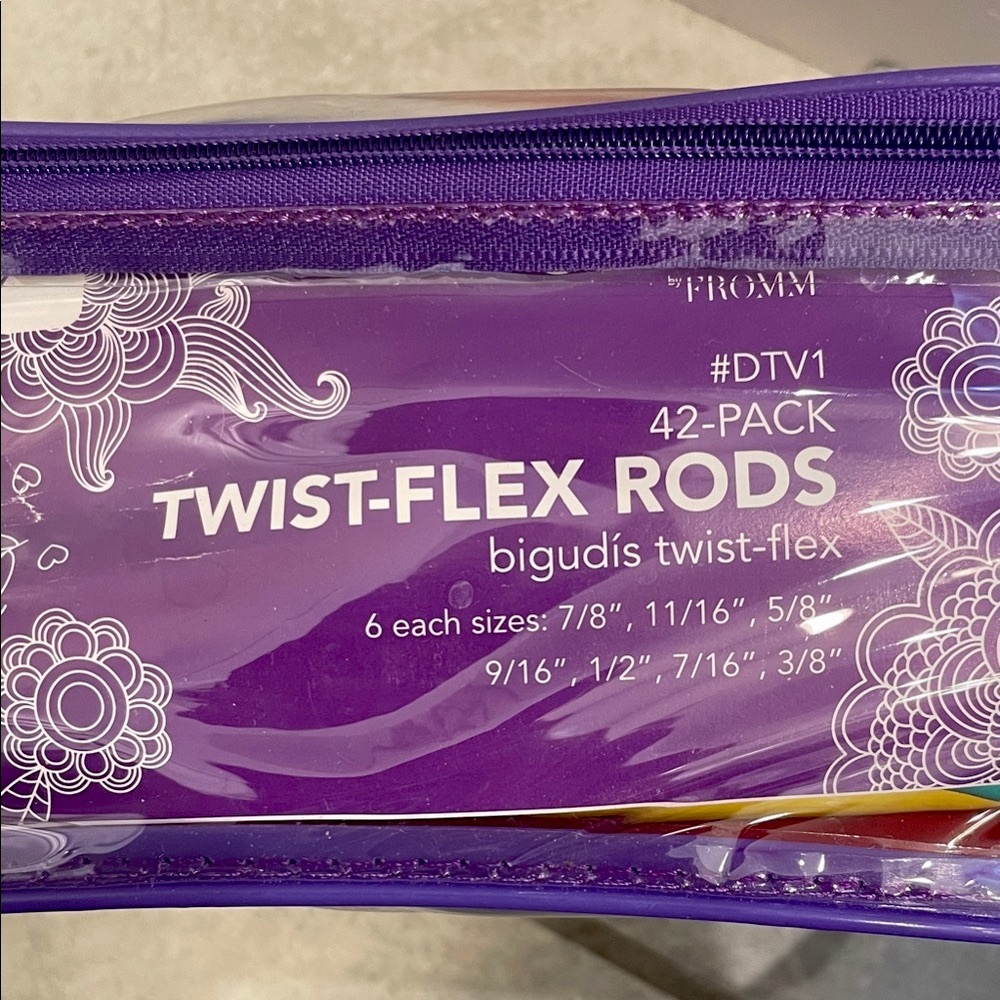 by FROMM
#DTV1
42-PACK
TWIST-FLEX RODS
bigudís twist-flex
6 each sizes: 7/8”, 11/16”, 5/8”,
9/16”, 1/2”, 7/16”, 3/8”